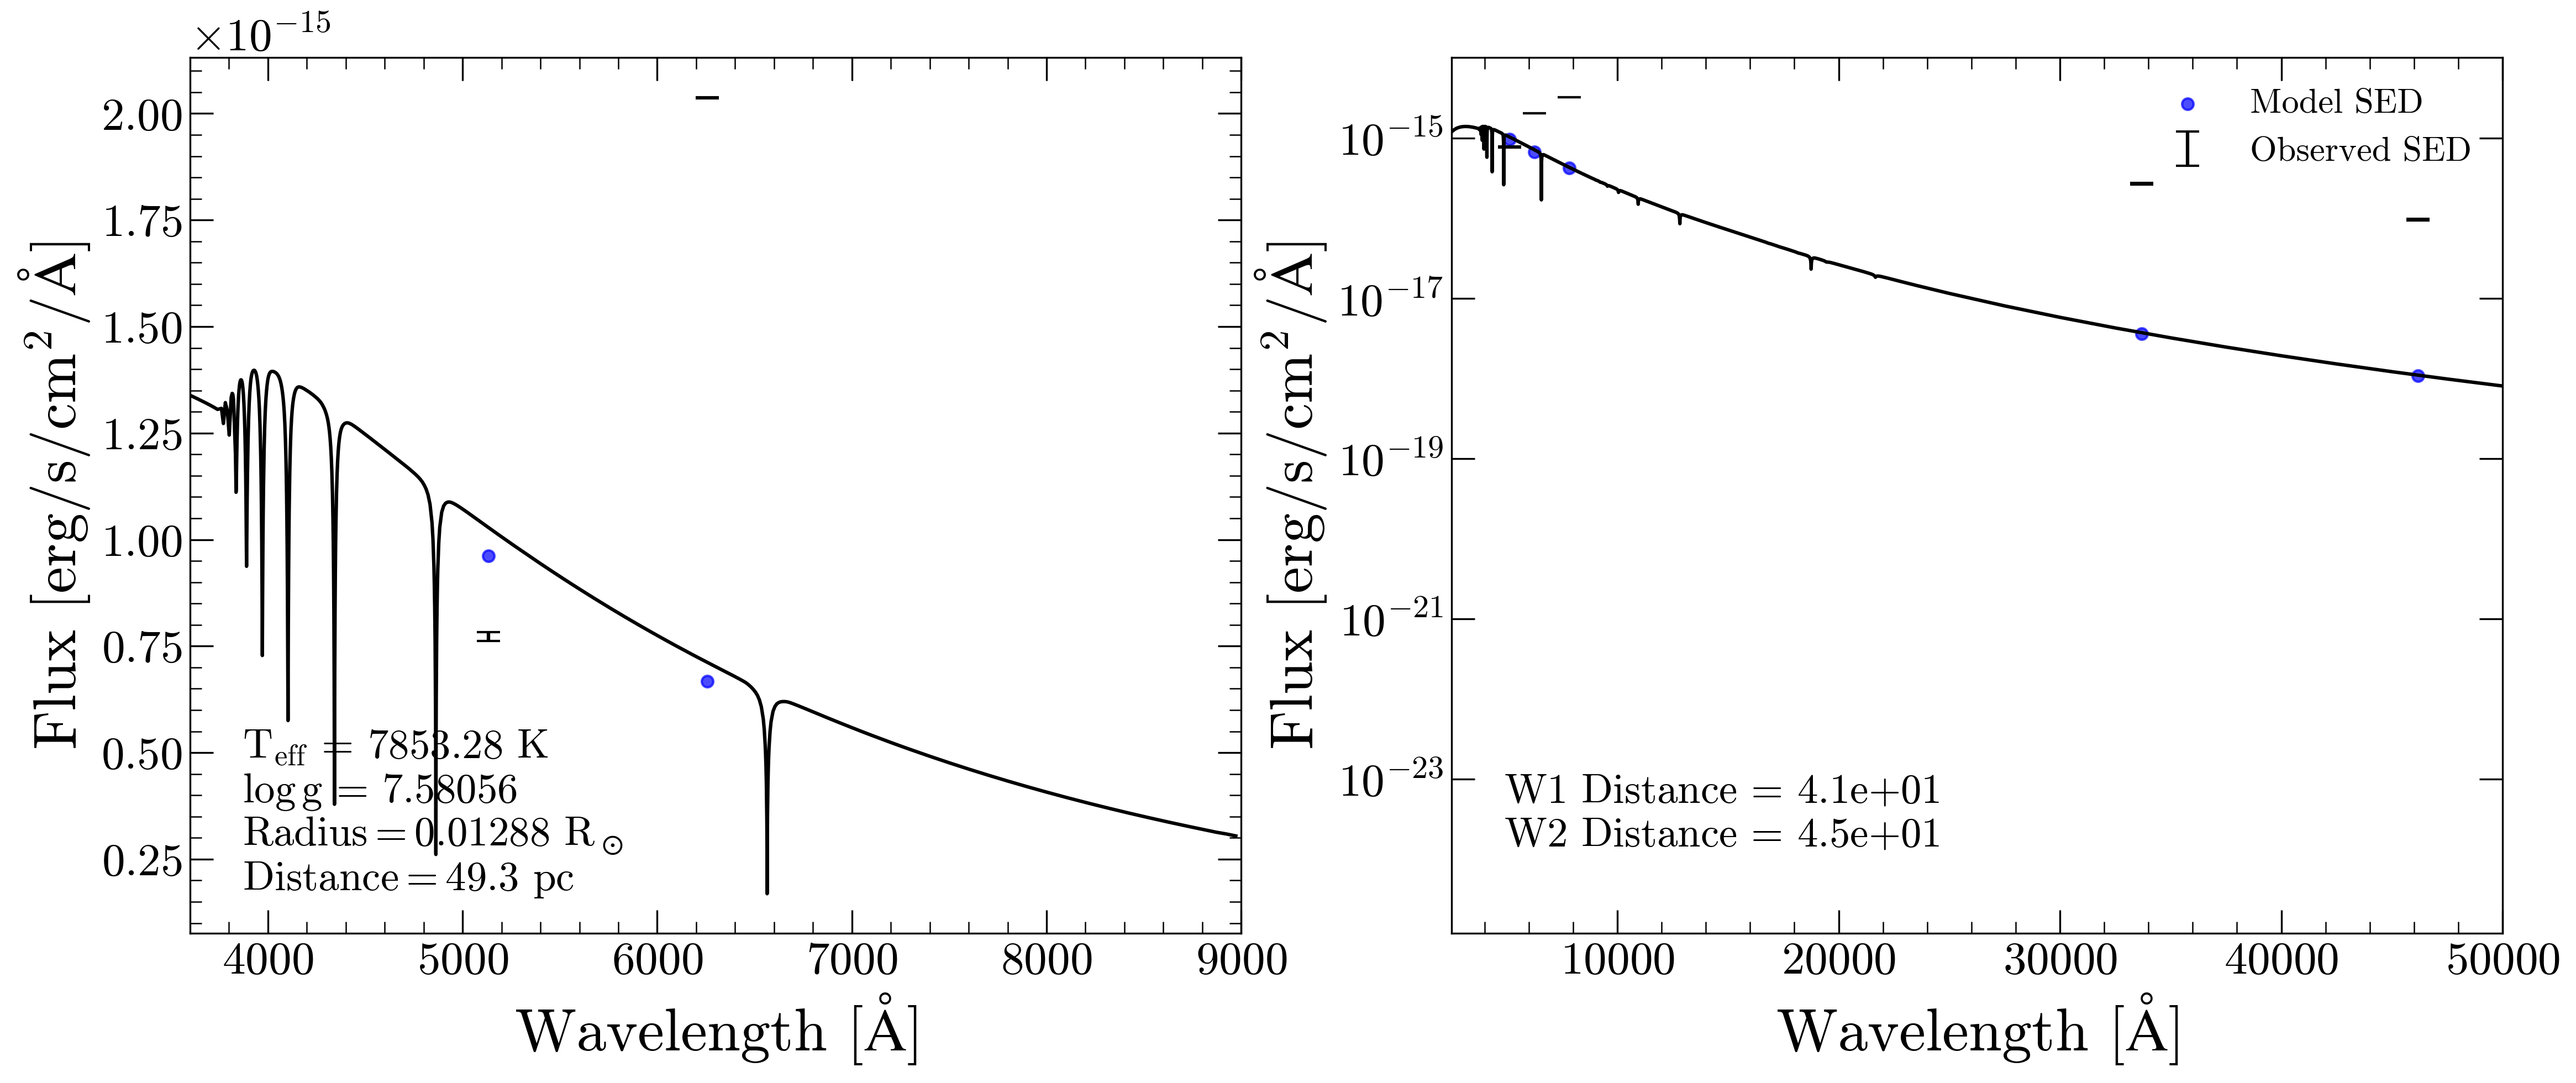 ×10−15
2.00
1.75
1.50
1.25
1.00
0.75
0.50
0.25
Flux [erg/s/cm2/Å]
Teff = 7853.28 K
log g = 7.58056
Radius = 0.01288 R⊙
Distance = 49.3 pc
4000 5000 6000 7000 8000 9000
Wavelength [Å]
10−15
10−17
10−19
10−21
10−23
Flux [erg/s/cm2/Å]
Model SED
Observed SED
W1 Distance = 4.1e+01
W2 Distance = 4.5e+01
10000 20000 30000 40000 50000
Wavelength [Å]